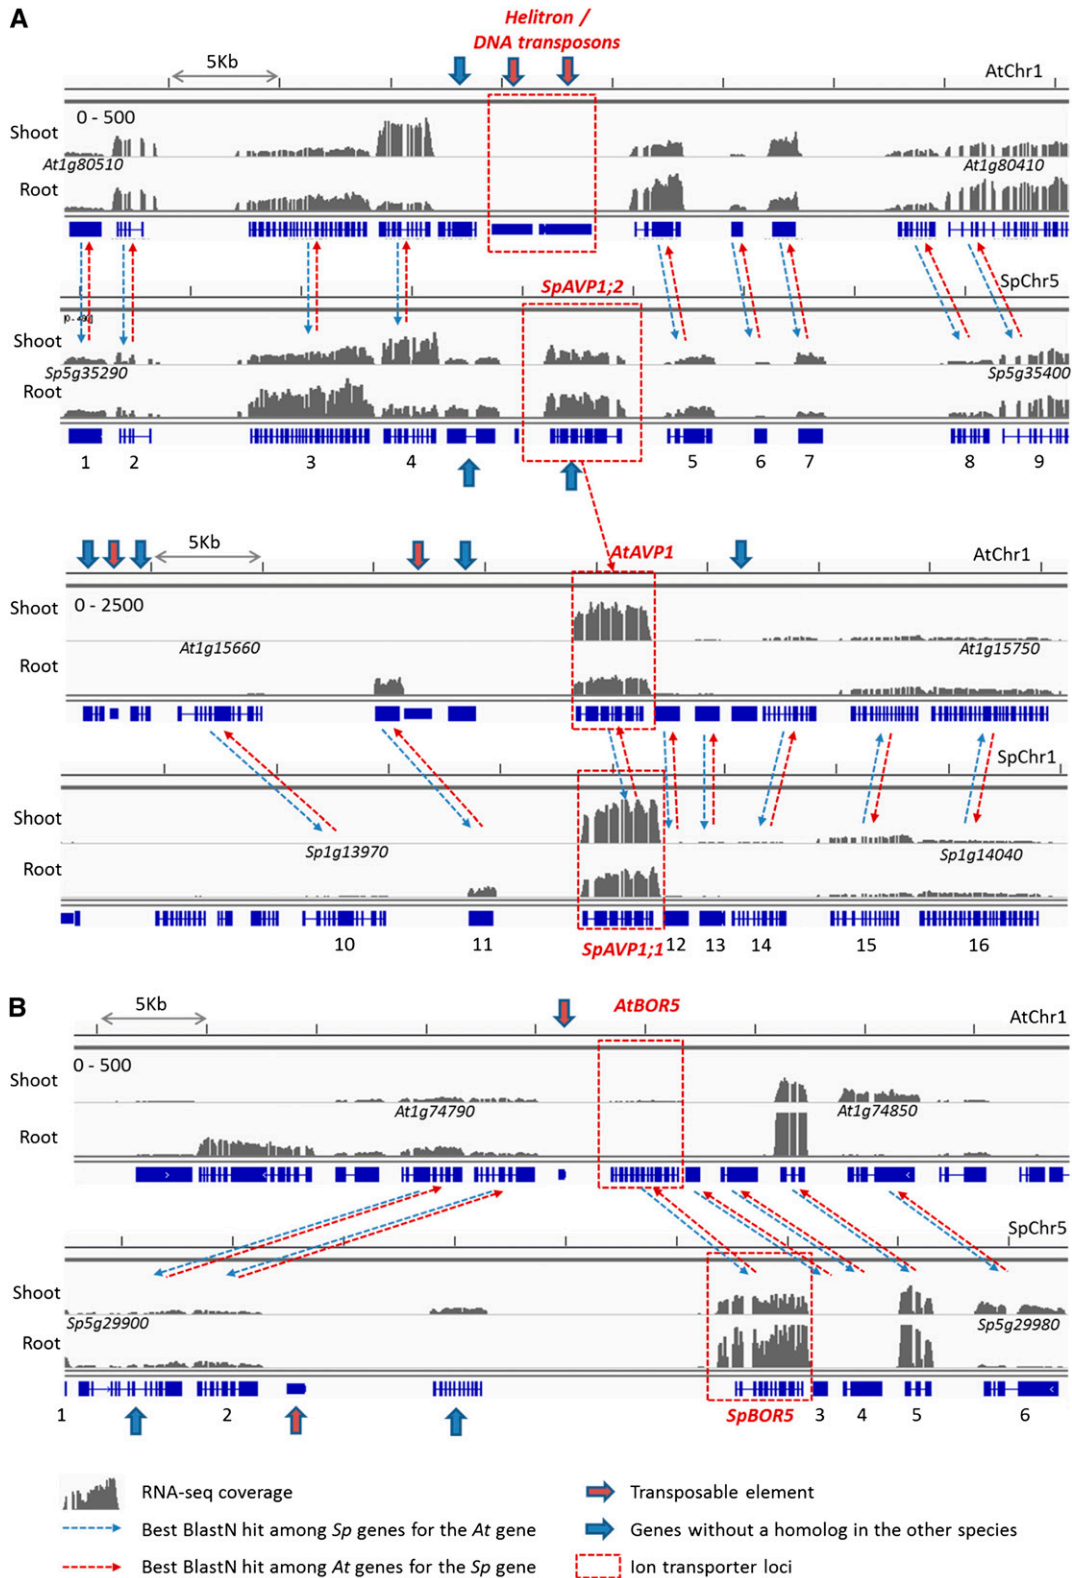 A
Helitron /
DNA transposons
5Kb
AtChr1
0 - 500
Shoot
At1g80510
At1g80410
Root
SpChr5
SpAVP1;2
Shoot
Sp5g35290
Sp5g35400
Root
1 2 3 4 5 6 7 8 9
5Kb
AtAVP1
AtChr1
Shoot
0 - 2500
At1g15660
At1g15750
Root
SpChr1
Shoot
Sp1g13970
Sp1g14040
Root
10 11 SpAVP1;1 12 13 14 15 16
B
5Kb
AtBOR5
AtChr1
0 - 500
Shoot
At1g74790
At1g74850
Root
SpChr5
Shoot
Sp5g29900
Sp5g29980
Root
1 2 SpBOR5 3 4 5 6
RNA-seq coverage
Transposable element
Best BlastN hit among Sp genes for the At gene
Genes without a homolog in the other species
Best BlastN hit among At genes for the Sp gene
Ion transporter loci